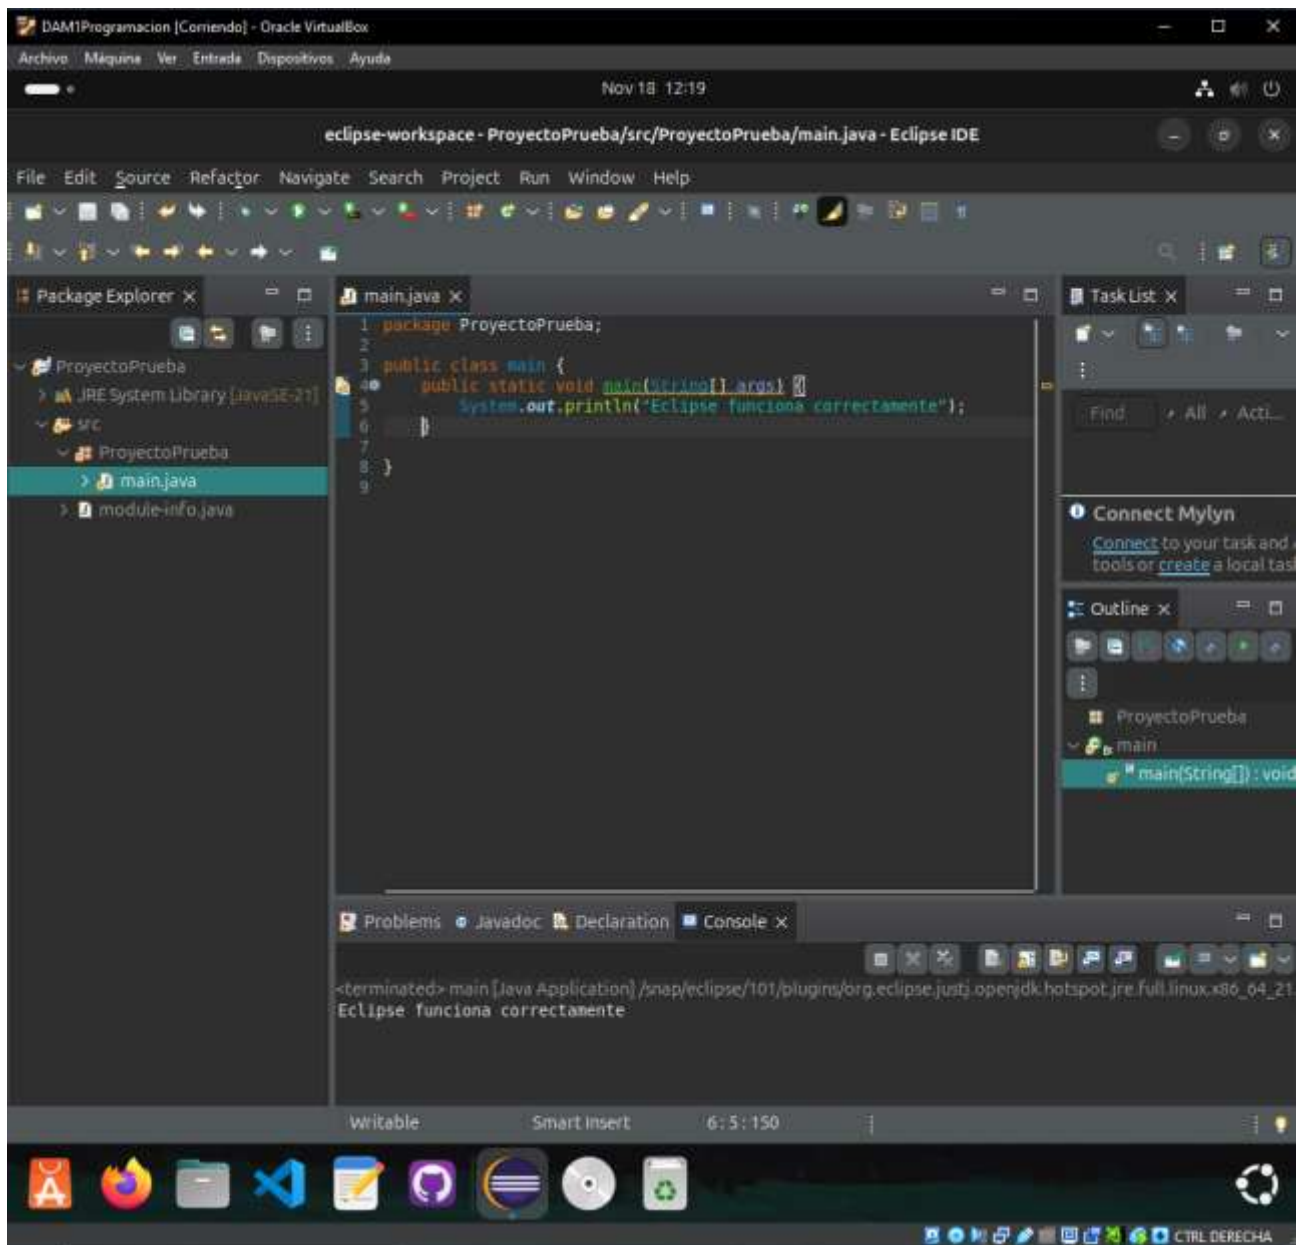 DAM1Programacion [Corriendo] - Oracle VirtualBox
Archivo Máquina Ver Entrada Dispositivos Ayuda
Nov 18 12:19
eclipse-workspace - ProyectoPrueba/src/ProyectoPrueba/main.java - Eclipse IDE
File Edit Source Refactor Navigate Search Project Run Window Help
Package Explorer
ProyectoPrueba
JRE System Library [JavaSE-21]
src
ProyectoPrueba
main.java
module-info.java
main.java
1 package ProyectoPrueba;
2
3 public class main {
4 public static void main(String[] args) {
5 System.out.println("Eclipse funciona correctamente");
6 }
7
8 }
9
Task List
Find All Acti...
Connect Mylyn
Connect to your task and
tools or create a local tas
Outline
ProyectoPrueba
main
main(String[]) : void
Problems Javadoc Declaration Console
<terminated> main [Java Application] /snap/eclipse/101/plugins/org.eclipse.justj.openjdk.hotspot.jre.full.linux.x86_64_21
Eclipse funciona correctamente
Writable Smart Insert 6 : 5 : 150
CTRL DERECHA